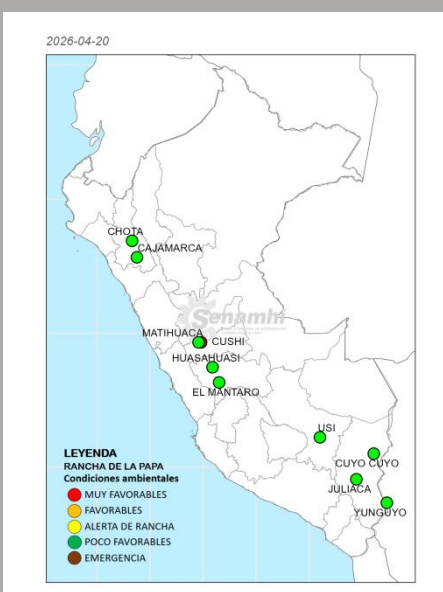 2026-04-20
CHOTA
CAJAMARCA
Senamhi
MATIHUACA
CUSHI
HUASAHUASI
EL MANTARO
USI
CUYO CUYO
JULIACA
YUNGUYO
LEYENDA
RANCHA DE LA PAPA
Condiciones ambientales
MUY FAVORABLES
FAVORABLES
ALERTA DE RANCHA
POCO FAVORABLES
EMERGENCIA